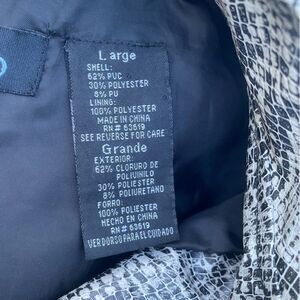 Large
SHELL:
62% PVC
30% POLYESTER
8% PU
LINING:
100% POLYESTER
MADE IN CHINA
RN# 63619
SEE REVERSE FOR CARE
Grande
EXTERIOR:
62% CLORURO DE
POLIVINILO
30% POLIESTER
8% POLIURETANO
FORRO:
100% POLIESTER
HECHO EN CHINA
RN# 63619
VER DORSO PARA EL CUIDADO